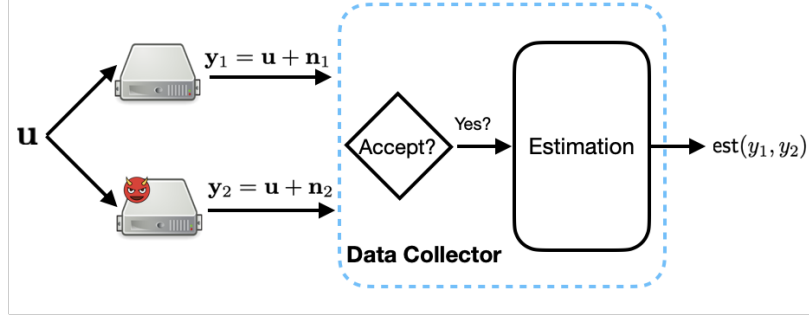 𝐮
𝐲₁ = 𝐮 + 𝐧₁
𝐲₂ = 𝐮 + 𝐧₂
Accept?
Yes?
Estimation
est(y₁, y₂)
Data Collector